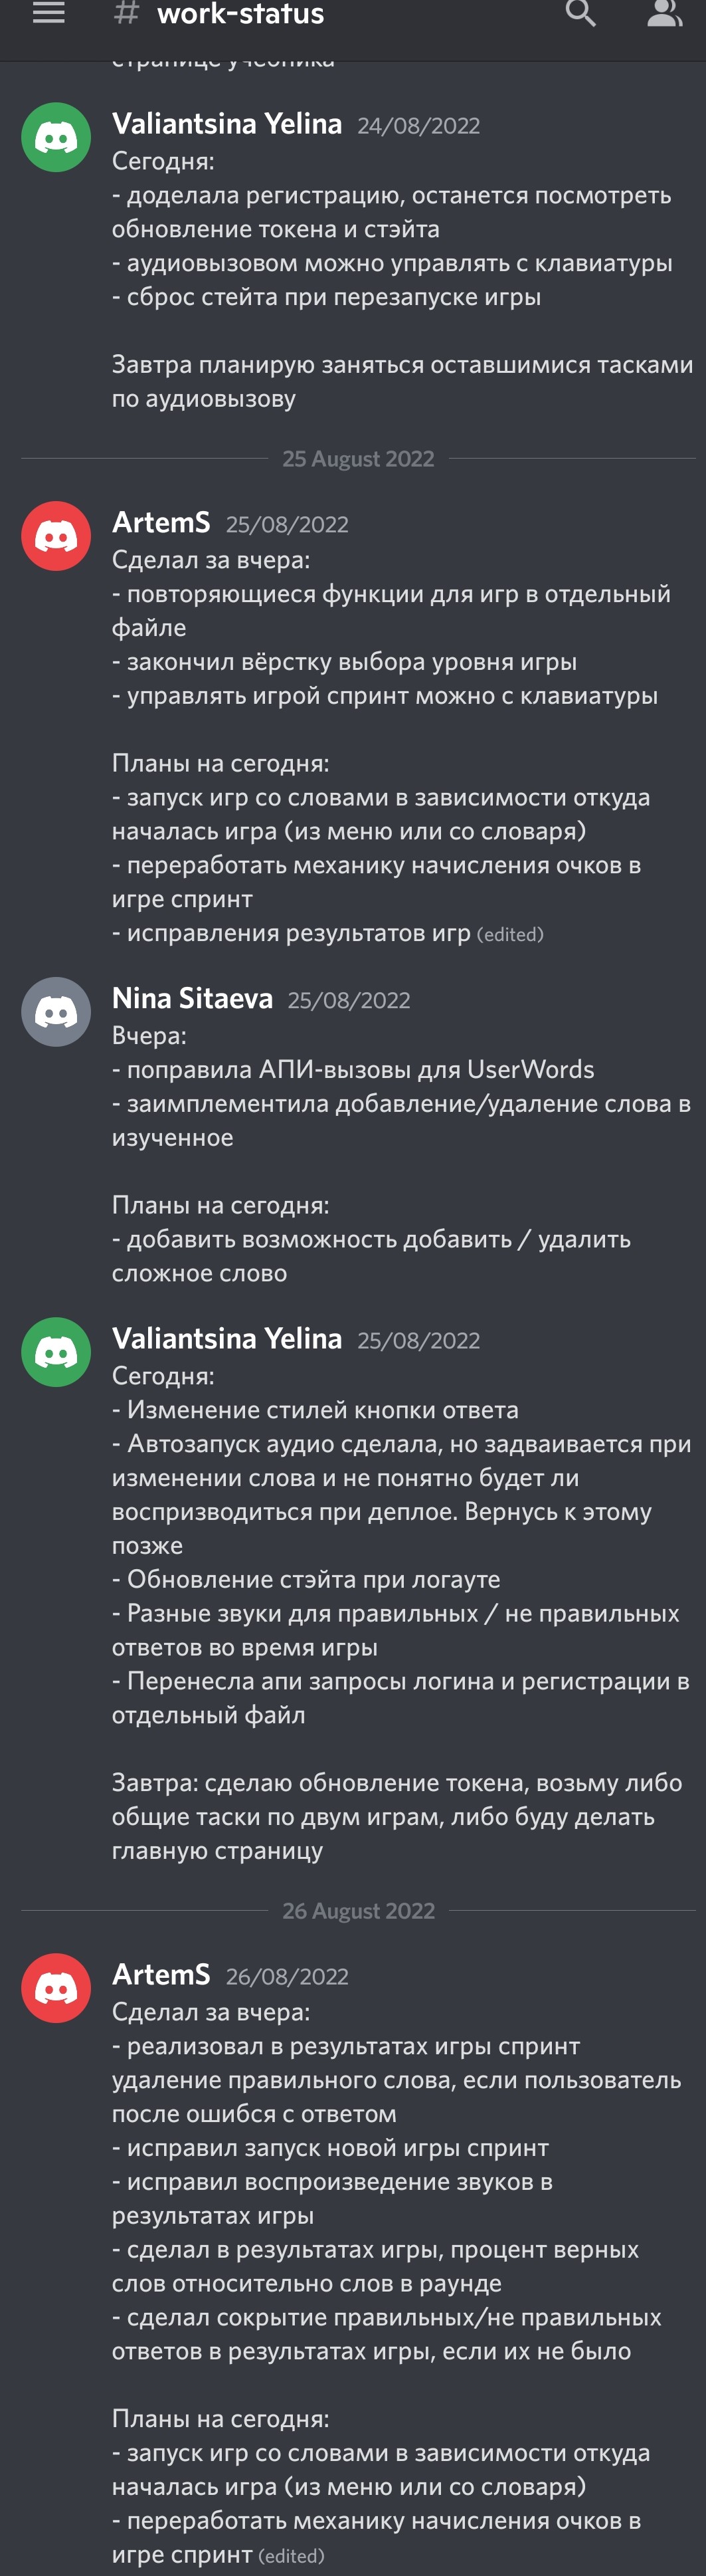 # work-status
странице учебника
Valiantsina Yelina 24/08/2022
Сегодня:
- доделала регистрацию, останется посмотреть
обновление токена и стэйта
- аудиовызовом можно управлять с клавиатуры
- сброс стейта при перезапуске игры
Завтра планирую заняться оставшимися тасками
по аудиовызову
25 August 2022
ArtemS 25/08/2022
Сделал за вчера:
- повторяющиеся функции для игр в отдельный
файле
- закончил вёрстку выбора уровня игры
- управлять игрой спринт можно с клавиатуры
Планы на сегодня:
- запуск игр со словами в зависимости откуда
началась игра (из меню или со словаря)
- переработать механику начисления очков в
игре спринт
- исправления результатов игр (edited)
Nina Sitaeva 25/08/2022
Вчера:
- поправила АПИ-вызовы для UserWords
- заимплементила добавление/удаление слова в
изученное
Планы на сегодня:
- добавить возможность добавить / удалить
сложное слово
Valiantsina Yelina 25/08/2022
Сегодня:
- Изменение стилей кнопки ответа
- Автозапуск аудио сделала, но задваивается при
изменении слова и не понятно будет ли
воспризводиться при деплое. Вернусь к этому
позже
- Обновление стэйта при логауте
- Разные звуки для правильных / не правильных
ответов во время игры
- Перенесла апи запросы логина и регистрации в
отдельный файл
Завтра: сделаю обновление токена, возьму либо
общие таски по двум играм, либо буду делать
главную страницу
26 August 2022
ArtemS 26/08/2022
Сделал за вчера:
- реализовал в результатах игры спринт
удаление правильного слова, если пользователь
после ошибся с ответом
- исправил запуск новой игры спринт
- исправил воспроизведение звуков в
результатах игры
- сделал в результатах игры, процент верных
слов относительно слов в раунде
- сделал сокрытие правильных/не правильных
ответов в результатах игры, если их не было
Планы на сегодня:
- запуск игр со словами в зависимости откуда
началась игра (из меню или со словаря)
- переработать механику начисления очков в
игре спринт (edited)